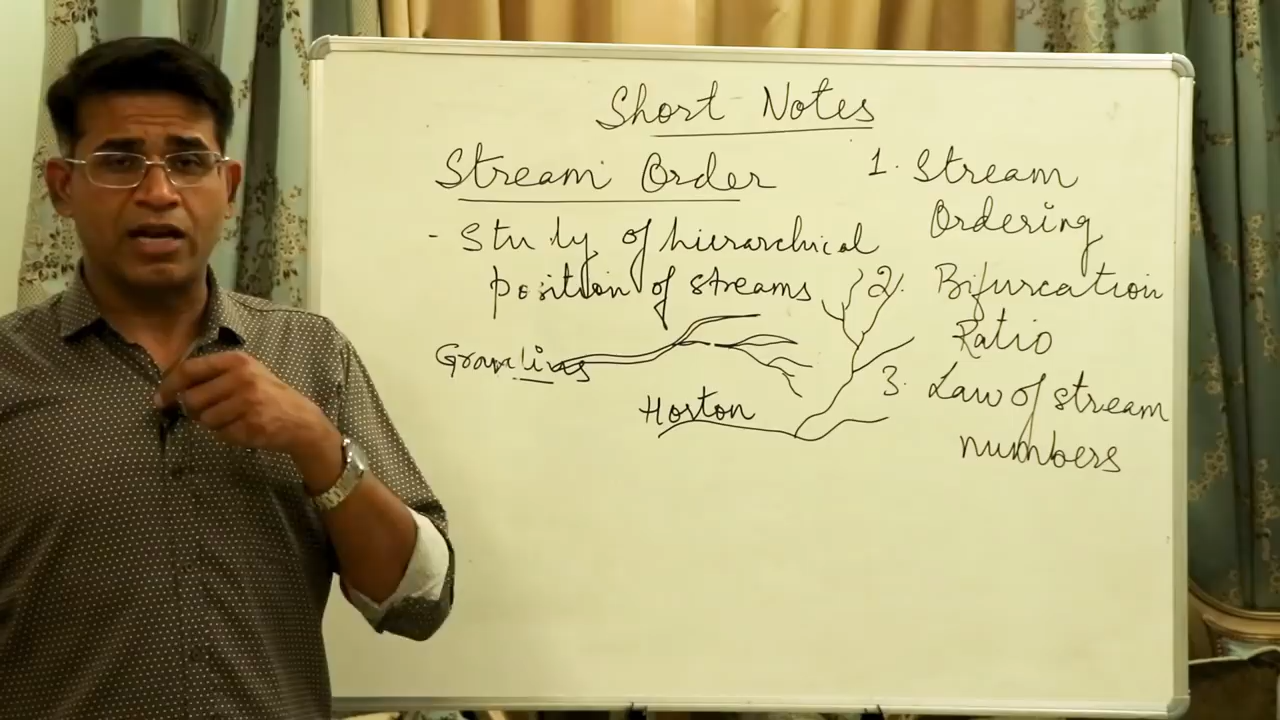 Short Notes
Stream Order
- Study of hierarchical
position of streams
Gravelius
Horton
1. Stream
Ordering
2. Bifurcation
Ratio
3. Law of stream
numbers